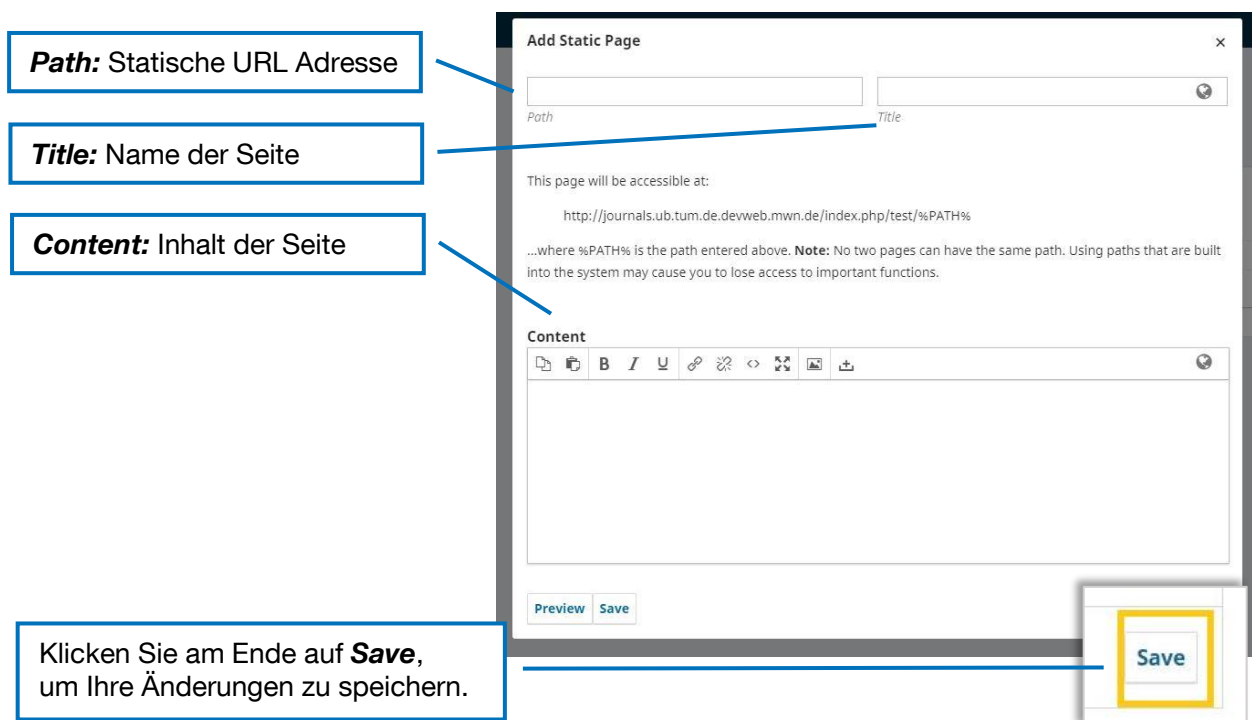 Path: Statische URL Adresse
Title: Name der Seite
Content: Inhalt der Seite
Klicken Sie am Ende auf Save,
um Ihre Änderungen zu speichern.
Add Static Page
×
Path
Title
This page will be accessible at:
http://journals.ub.tum.de.devweb.mwn.de/index.php/test/%PATH%
...where %PATH% is the path entered above. Note: No two pages can have the same path. Using paths that are built
into the system may cause you to lose access to important functions.
Content
B I U
Preview Save
Save